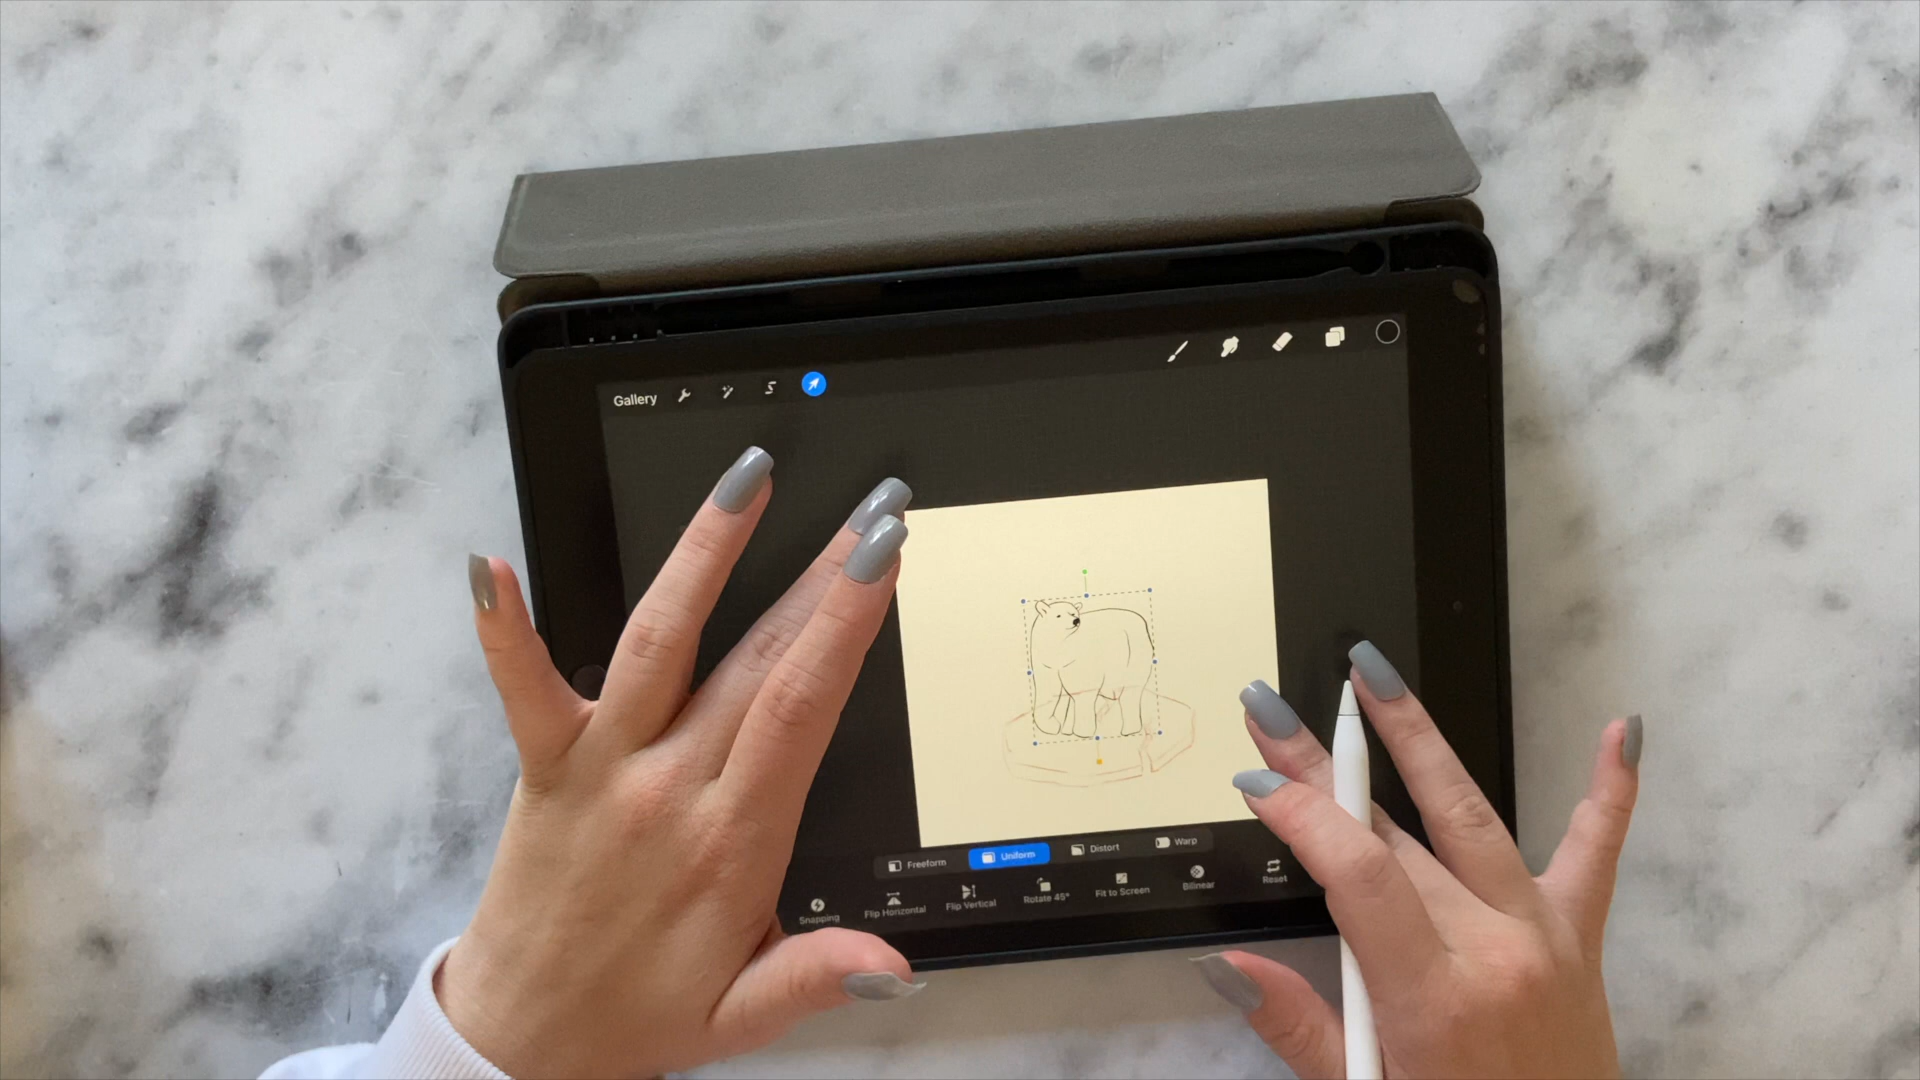 Gallery
Freeform Uniform Distort Warp
Snapping Flip Horizontal Flip Vertical Rotate 45° Fit to Screen Bilinear Reset